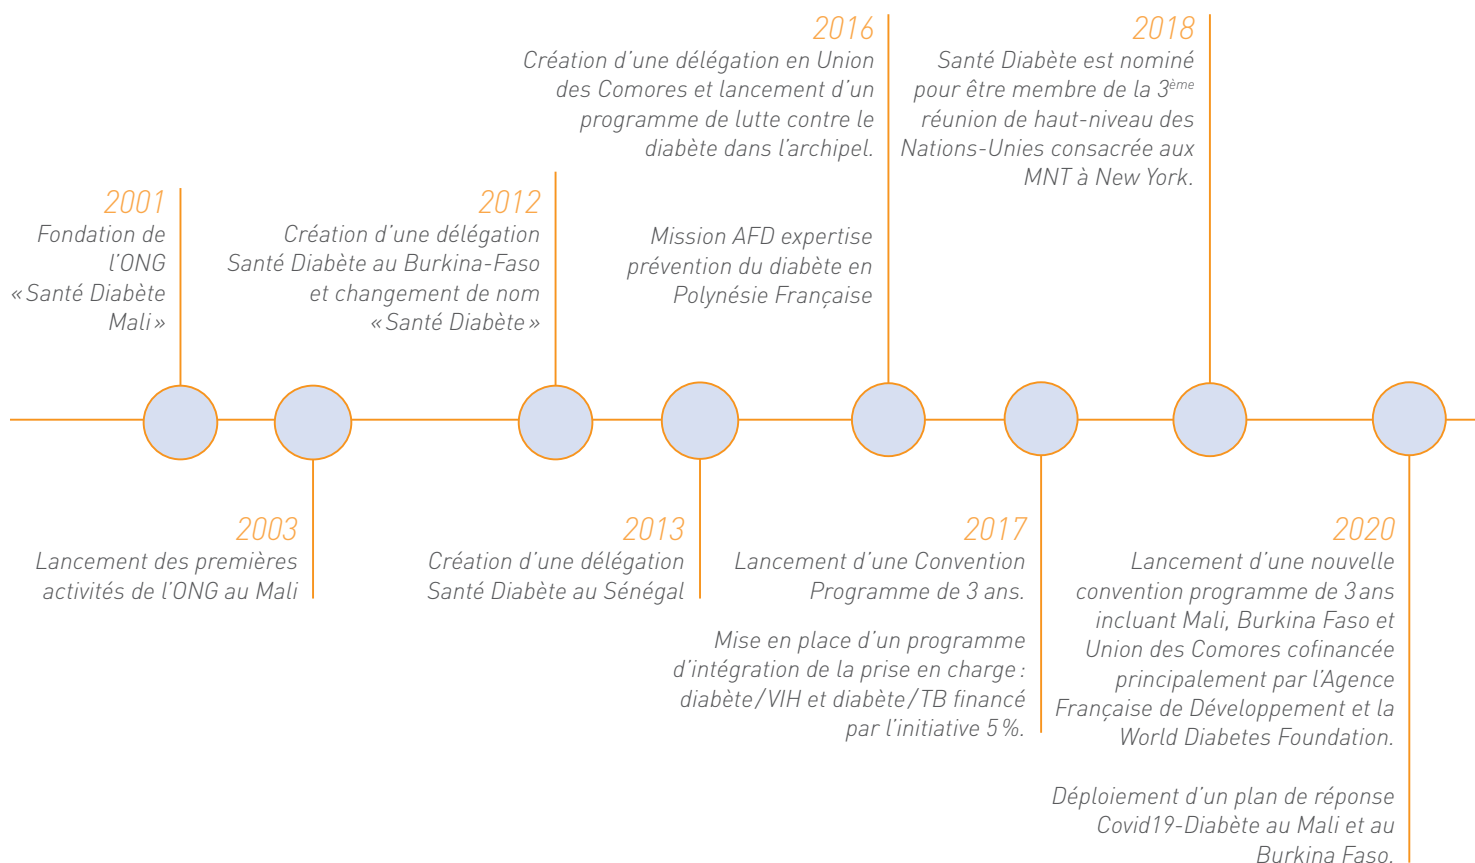 2001
Fondation de
l’ONG
« Santé Diabète
Mali »
2003
Lancement des premières
activités de l’ONG au Mali
2012
Création d’une délégation
Santé Diabète au Burkina-Faso
et changement de nom
« Santé Diabète »
2013
Création d’une délégation
Santé Diabète au Sénégal
2016
Création d’une délégation en Union
des Comores et lancement d’un
programme de lutte contre le
diabète dans l’archipel.
Mission AFD expertise
prévention du diabète en
Polynésie Française
2017
Lancement d’une Convention
Programme de 3 ans.
Mise en place d’un programme
d’intégration de la prise en charge :
diabète/VIH et diabète/TB financé
par l’initiative 5 %.
2018
Santé Diabète est nominé
pour être membre de la 3ème
réunion de haut-niveau des
Nations-Unies consacrée aux
MNT à New York.
2020
Lancement d’une nouvelle
convention programme de 3 ans
incluant Mali, Burkina Faso et
Union des Comores cofinancée
principalement par l’Agence
Française de Développement et la
World Diabetes Foundation.
Déploiement d’un plan de réponse
Covid19-Diabète au Mali et au
Burkina Faso.